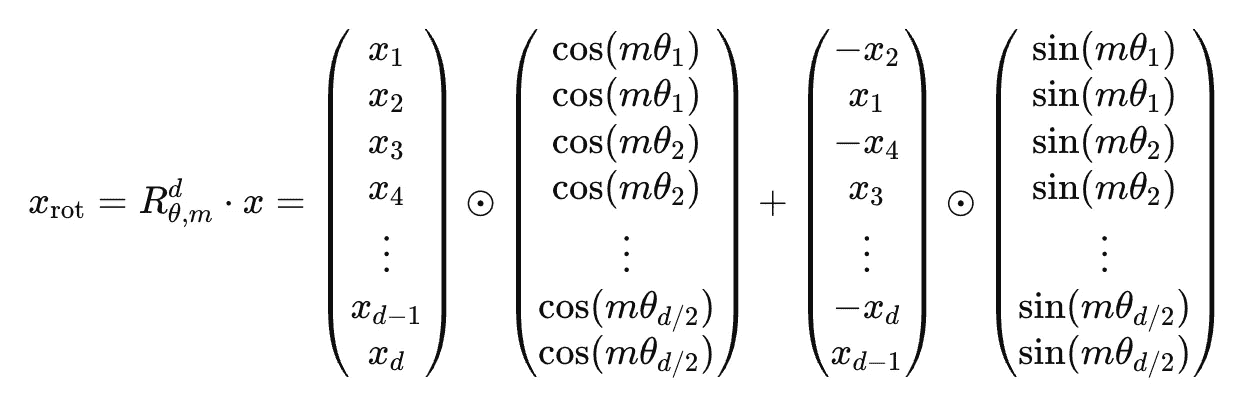 $x_{\mathrm{rot}} = R^{d}_{\theta,m} \cdot x = \begin{pmatrix} x_1 \\ x_2 \\ x_3 \\ x_4 \\ \vdots \\ x_{d-1} \\ x_d \end{pmatrix} \odot \begin{pmatrix} \cos(m\theta_1) \\ \cos(m\theta_1) \\ \cos(m\theta_2) \\ \cos(m\theta_2) \\ \vdots \\ \cos(m\theta_{d/2}) \\ \cos(m\theta_{d/2}) \end{pmatrix} + \begin{pmatrix} -x_2 \\ x_1 \\ -x_4 \\ x_3 \\ \vdots \\ -x_d \\ x_{d-1} \end{pmatrix} \odot \begin{pmatrix} \sin(m\theta_1) \\ \sin(m\theta_1) \\ \sin(m\theta_2) \\ \sin(m\theta_2) \\ \vdots \\ \sin(m\theta_{d/2}) \\ \sin(m\theta_{d/2}) \end{pmatrix}$